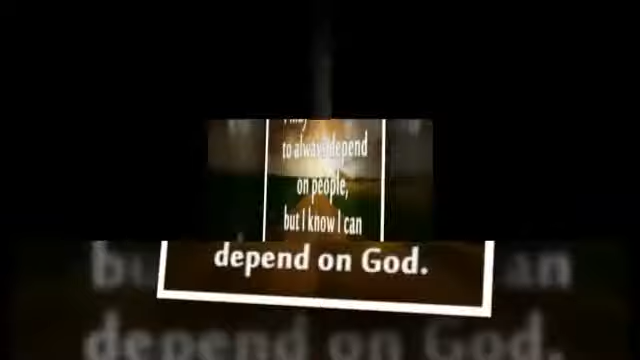 to always depend
on people,
but I know I can
depend on God.